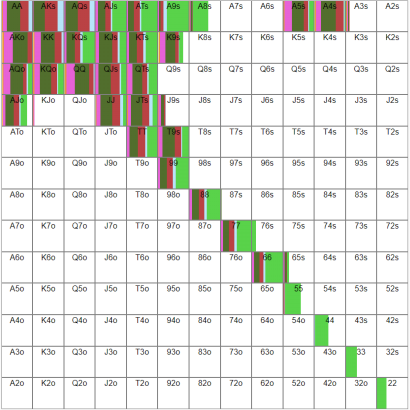 AA AKs AQs AJs ATs A9s A8s A7s A6s A5s A4s A3s A2s
AKo KK KQs KJs KTs K9s K8s K7s K6s K5s K4s K3s K2s
AQo KQo QQ QJs QTs Q9s Q8s Q7s Q6s Q5s Q4s Q3s Q2s
AJo KJo QJo JJ JTs J9s J8s J7s J6s J5s J4s J3s J2s
ATo KTo QTo JTo TT T9s T8s T7s T6s T5s T4s T3s T2s
A9o K9o Q9o J9o T9o 99 98s 97s 96s 95s 94s 93s 92s
A8o K8o Q8o J8o T8o 98o 88 87s 86s 85s 84s 83s 82s
A7o K7o Q7o J7o T7o 97o 87o 77 76s 75s 74s 73s 72s
A6o K6o Q6o J6o T6o 96o 86o 76o 66 65s 64s 63s 62s
A5o K5o Q5o J5o T5o 95o 85o 75o 65o 55 54s 53s 52s
A4o K4o Q4o J4o T4o 94o 84o 74o 64o 54o 44 43s 42s
A3o K3o Q3o J3o T3o 93o 83o 73o 63o 53o 43o 33 32s
A2o K2o Q2o J2o T2o 92o 82o 72o 62o 52o 42o 32o 22